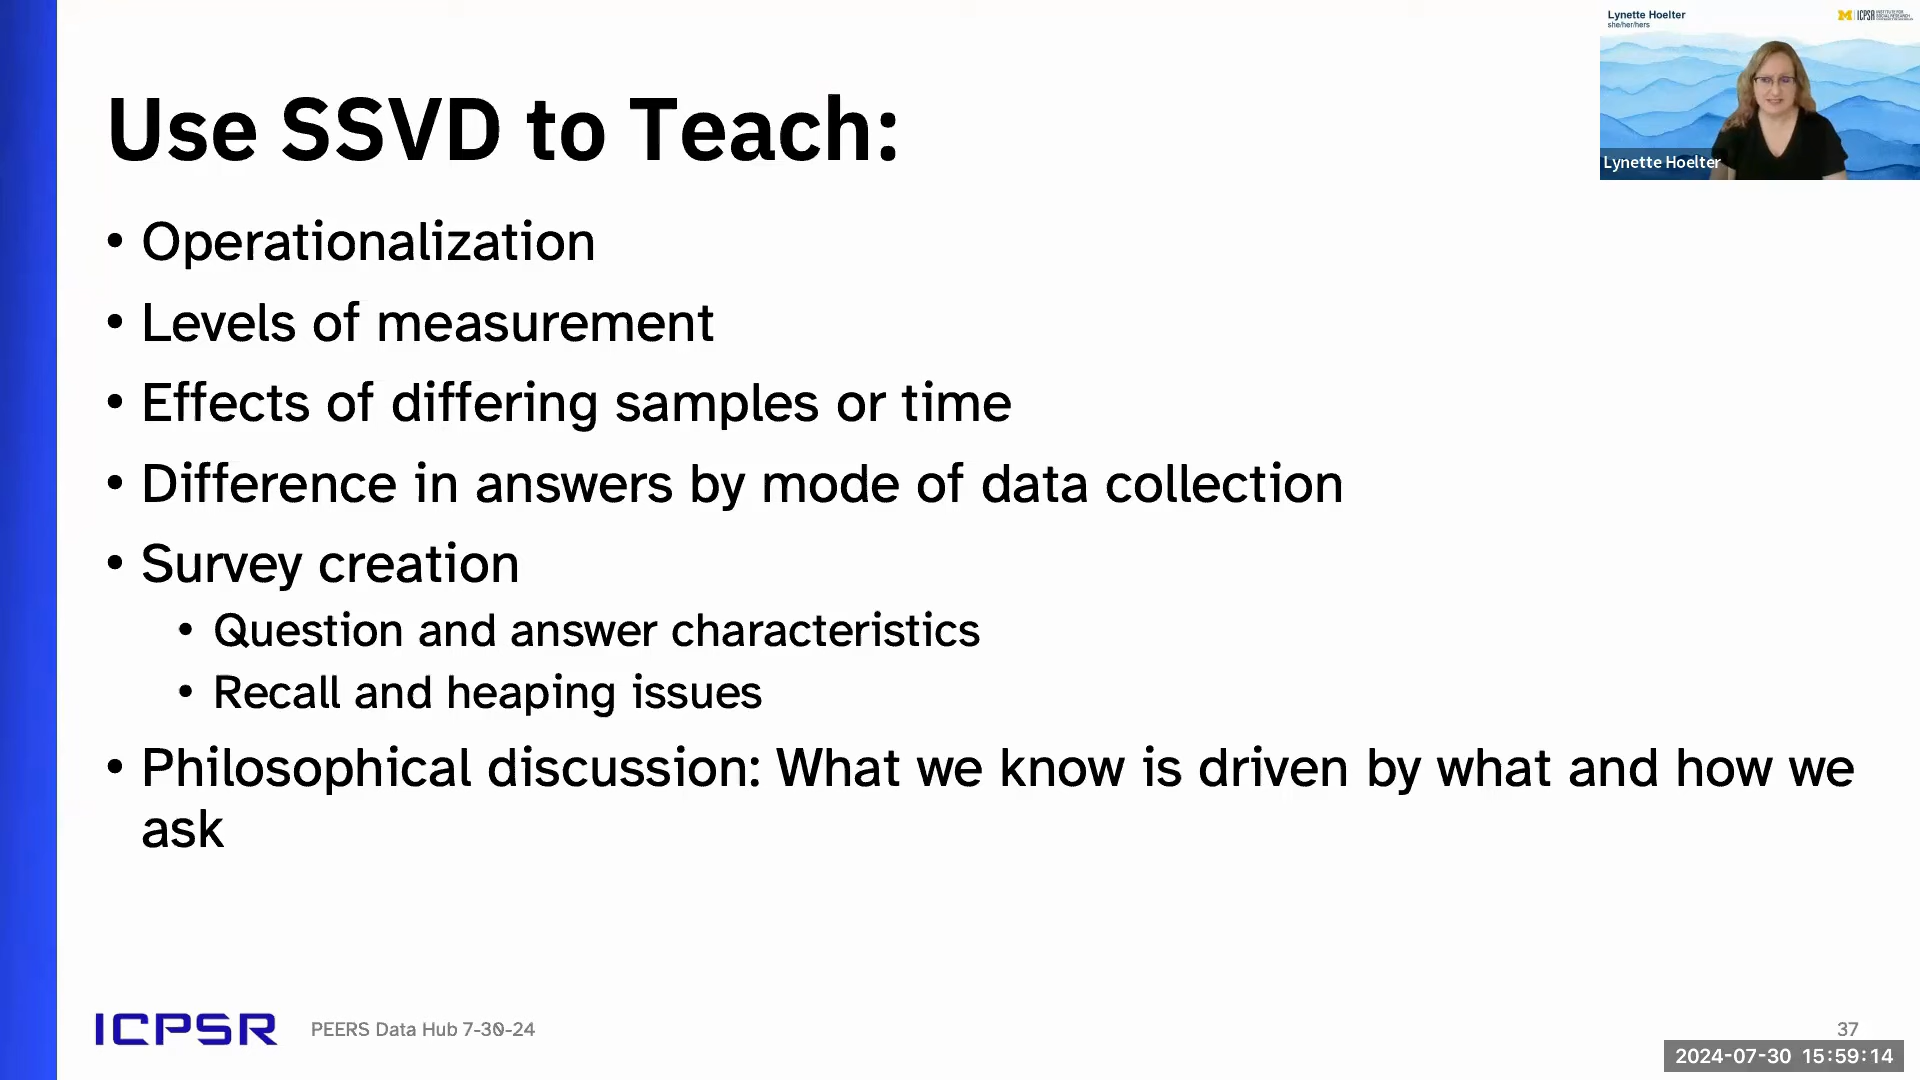 Lynette Hoelter
she/her/hers
M ICPSR
Lynette Hoelter
Use SSVD to Teach:
• Operationalization
• Levels of measurement
• Effects of differing samples or time
• Difference in answers by mode of data collection
• Survey creation
• Question and answer characteristics
• Recall and heaping issues
• Philosophical discussion: What we know is driven by what and how we
ask
ICPSR
PEERS Data Hub 7-30-24
37
2024-07-30 15:59:14